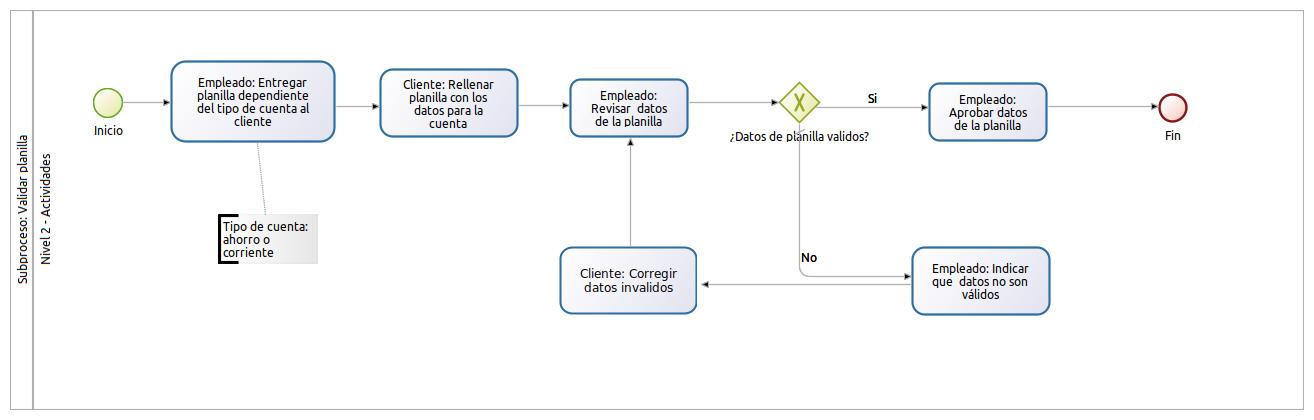 Subproceso: Validar planilla
Nivel 2 - Actividades
Inicio
Empleado: Entregar
planilla dependiente
del tipo de cuenta al
cliente
Cliente: Rellenar
planilla con los
datos para la
cuenta
Empleado:
Revisar datos
de la planilla
¿Datos de planilla validos?
Si
Empleado:
Aprobar datos
de la planilla
Fin
Tipo de cuenta:
ahorro o
corriente
No
Cliente: Corregir
datos invalidos
Empleado: Indicar
que datos no son
válidos